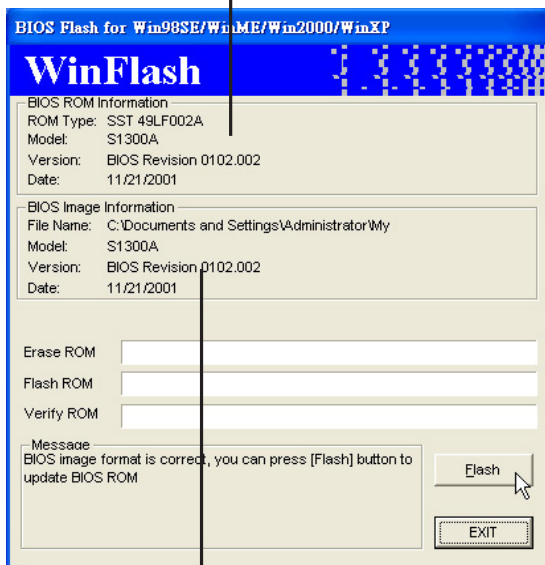 BIOS Flash for Win98SE/WinME/Win2000/WinXP
WinFlash
BIOS ROM Information
ROM Type: SST 49LF002A
Model: S1300A
Version: BIOS Revision 0102.002
Date: 11/21/2001
BIOS Image Information
File Name: C:\Documents and Settings\Administrator\My
Model: S1300A
Version: BIOS Revision 0102.002
Date: 11/21/2001
Erase ROM
Flash ROM
Verify ROM
Message
BIOS image format is correct, you can press [Flash] button to
update BIOS ROM
Flash
EXIT